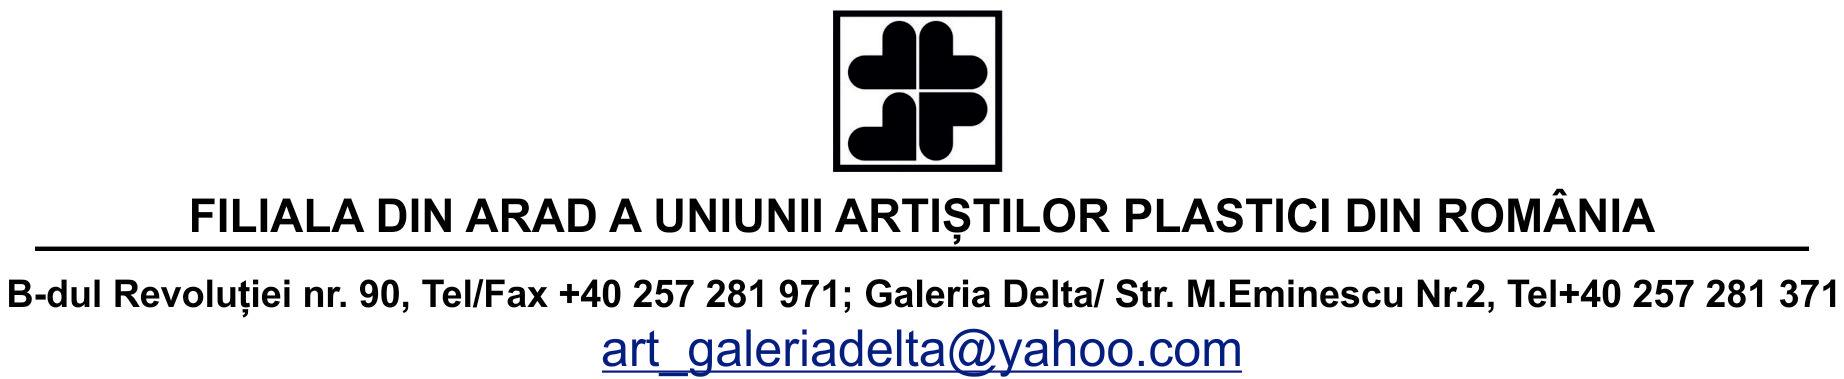 FILIALA DIN ARAD A UNIUNII ARTIȘTILOR PLASTICI DIN ROMÂNIA
B-dul Revoluției nr. 90, Tel/Fax +40 257 281 971; Galeria Delta/ Str. M.Eminescu Nr.2, Tel+40 257 281 371
art_galeriadelta@yahoo.com